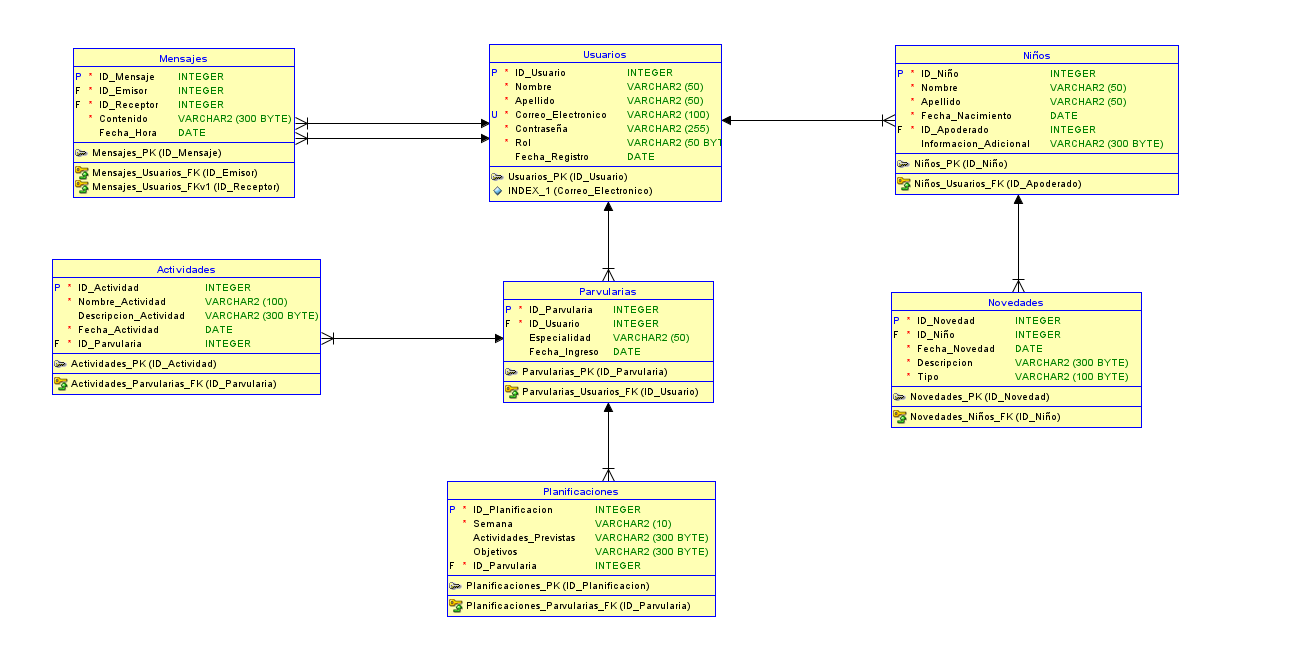 Mensajes
P * ID_Mensaje INTEGER
F * ID_Emisor INTEGER
F * ID_Receptor INTEGER
* Contenido VARCHAR2 (300 BYTE)
Fecha_Hora DATE
Mensajes_PK (ID_Mensaje)
Mensajes_Usuarios_FK (ID_Emisor)
Mensajes_Usuarios_FKv1 (ID_Receptor)
Usuarios
P * ID_Usuario INTEGER
* Nombre VARCHAR2 (50)
* Apellido VARCHAR2 (50)
U * Correo_Electronico VARCHAR2 (100)
* Contraseña VARCHAR2 (255)
* Rol VARCHAR2 (50 BYT
Fecha_Registro DATE
Usuarios_PK (ID_Usuario)
INDEX_1 (Correo_Electronico)
Niños
P * ID_Niño INTEGER
* Nombre VARCHAR2 (50)
* Apellido VARCHAR2 (50)
* Fecha_Nacimiento DATE
F * ID_Apoderado INTEGER
Informacion_Adicional VARCHAR2 (300 BYTE)
Niños_PK (ID_Niño)
Niños_Usuarios_FK (ID_Apoderado)
Actividades
P * ID_Actividad INTEGER
* Nombre_Actividad VARCHAR2 (100)
Descripcion_Actividad VARCHAR2 (300 BYTE)
* Fecha_Actividad DATE
F * ID_Parvularia INTEGER
Actividades_PK (ID_Actividad)
Actividades_Parvularias_FK (ID_Parvularia)
Parvularias
P * ID_Parvularia INTEGER
F * ID_Usuario INTEGER
Especialidad VARCHAR2 (50)
Fecha_Ingreso DATE
Parvularias_PK (ID_Parvularia)
Parvularias_Usuarios_FK (ID_Usuario)
Novedades
P * ID_Novedad INTEGER
F * ID_Niño INTEGER
* Fecha_Novedad DATE
* Descripcion VARCHAR2 (300 BYTE)
* Tipo VARCHAR2 (100 BYTE)
Novedades_PK (ID_Novedad)
Novedades_Niños_FK (ID_Niño)
Planificaciones
P * ID_Planificacion INTEGER
* Semana VARCHAR2 (10)
Actividades_Previstas VARCHAR2 (300 BYTE)
Objetivos VARCHAR2 (300 BYTE)
F * ID_Parvularia INTEGER
Planificaciones_PK (ID_Planificacion)
Planificaciones_Parvularias_FK (ID_Parvularia)